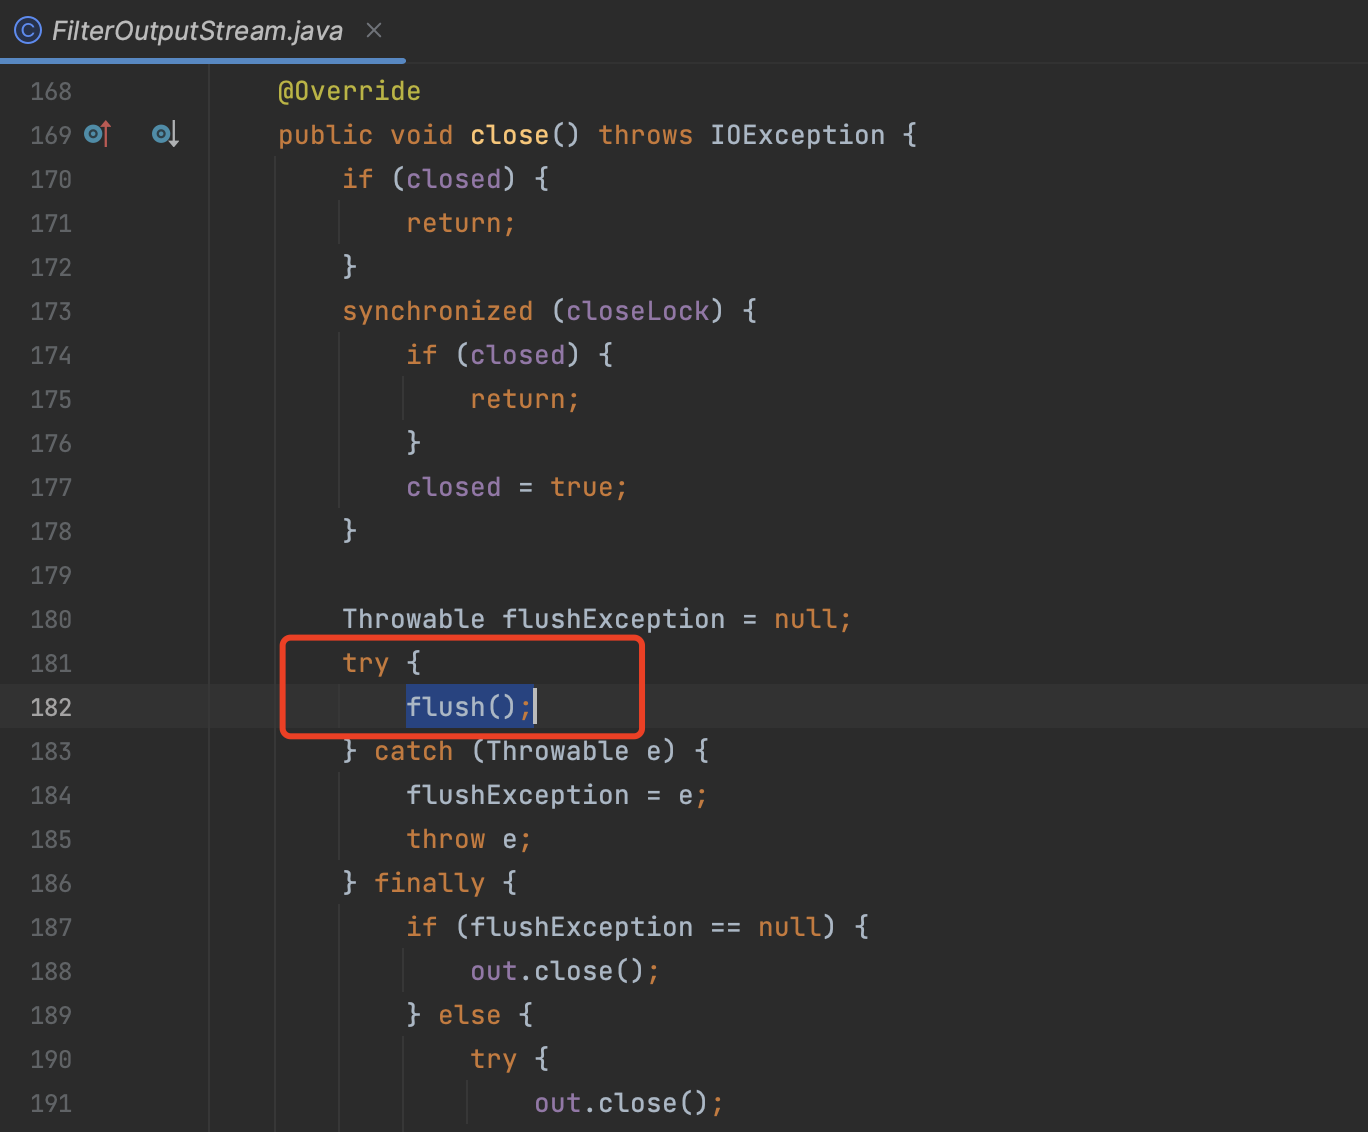 FilterOutputStream.java
168 @Override
169 public void close() throws IOException {
170 if (closed) {
171 return;
172 }
173 synchronized (closeLock) {
174 if (closed) {
175 return;
176 }
177 closed = true;
178 }
179
180 Throwable flushException = null;
181 try {
182 flush();
183 } catch (Throwable e) {
184 flushException = e;
185 throw e;
186 } finally {
187 if (flushException == null) {
188 out.close();
189 } else {
190 try {
191 out.close();